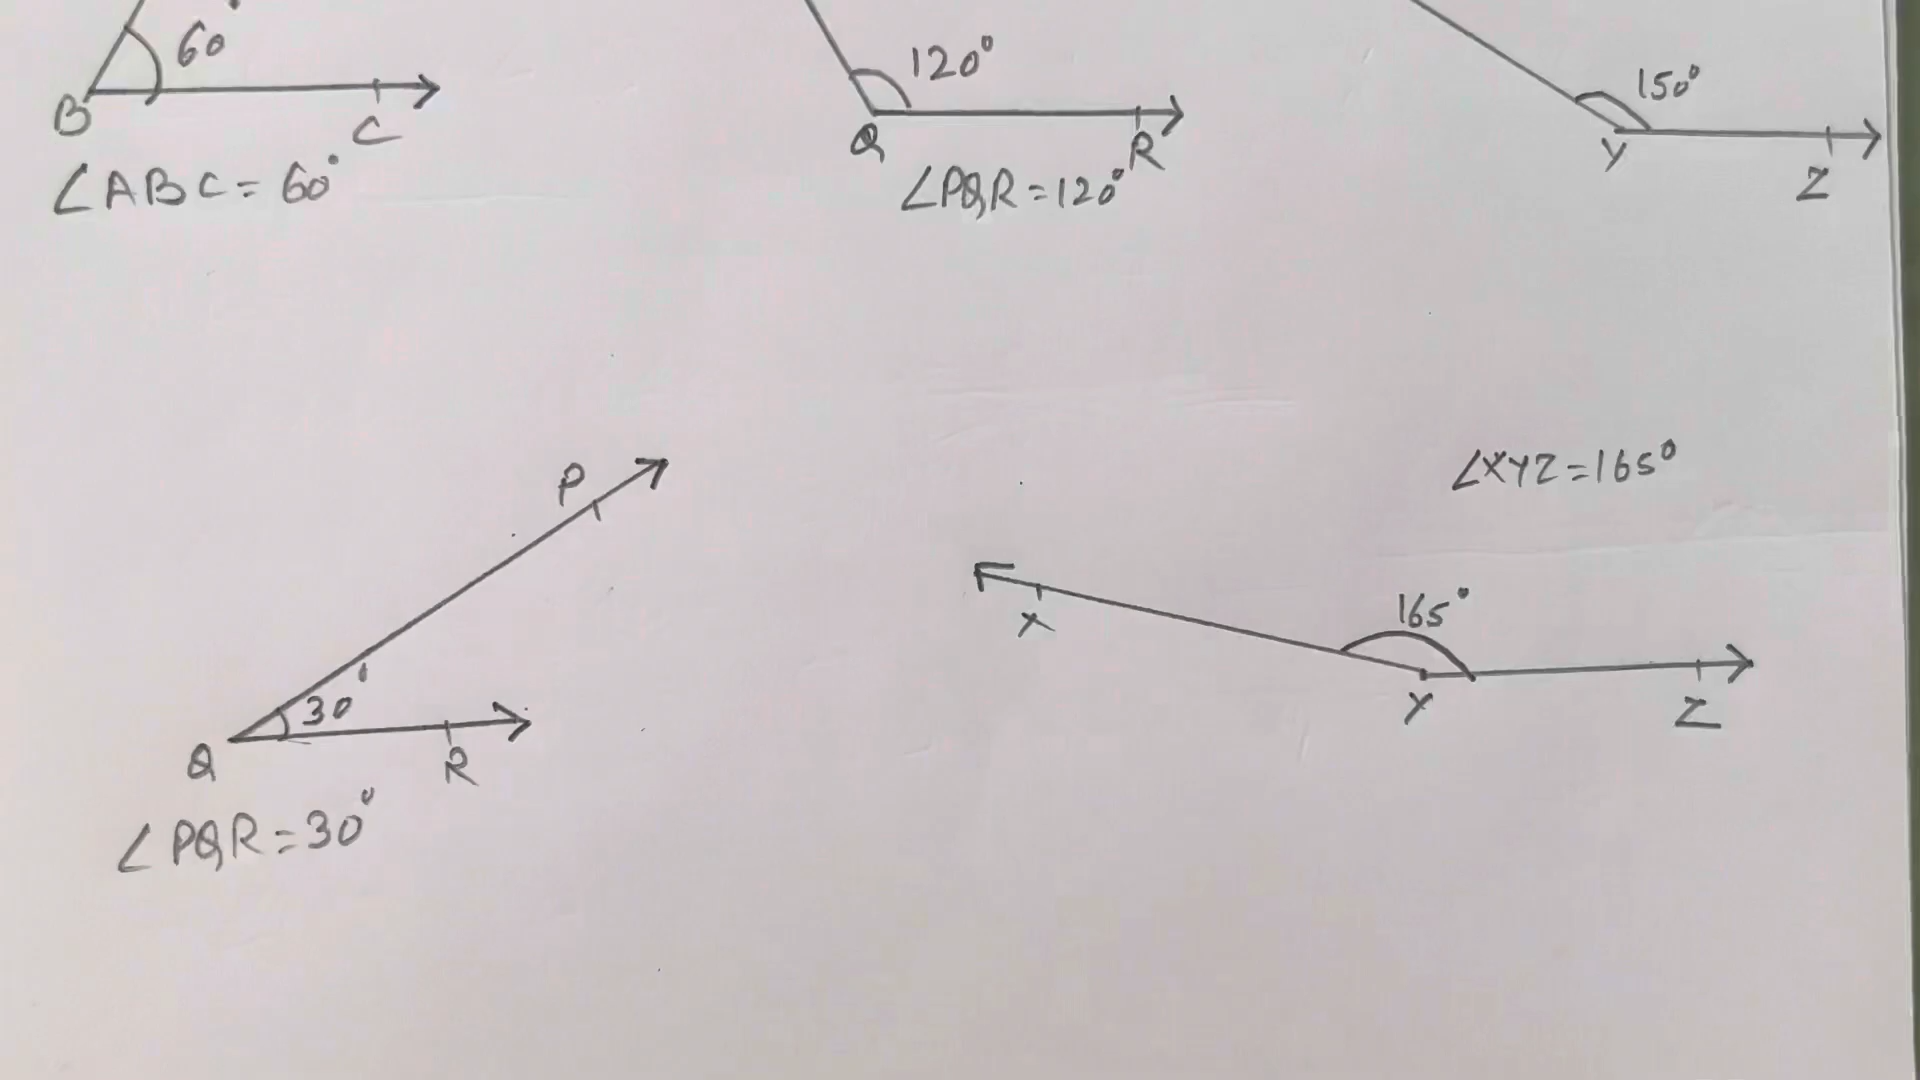 60°
B
C
∠ABC = 60°
120°
Q
R
∠PQR = 120°
150°
Y
Z
P
30°
Q
R
∠PQR = 30°
∠XYZ = 165°
X
165°
Y
Z